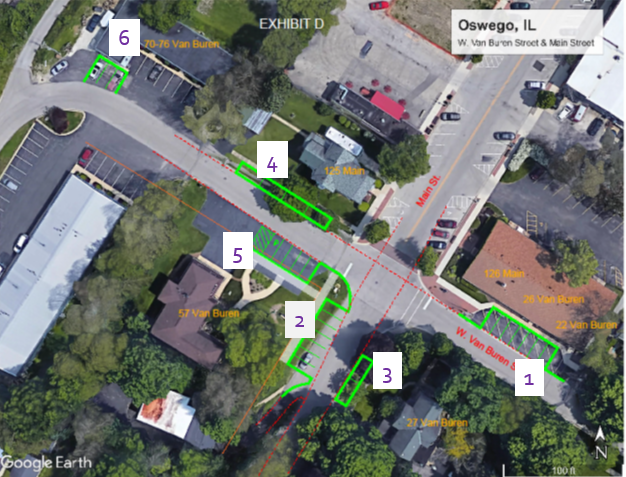 EXHIBIT D
Oswego, IL
W. Van Buren Street & Main Street
6
70-76 Van Buren
4
126 Main
Main St.
5
57 Van Buren
2
126 Main
26 Van Buren
22 Van Buren
W. Van Buren St.
3
1
27 Van Buren
N
Google Earth
100 ft